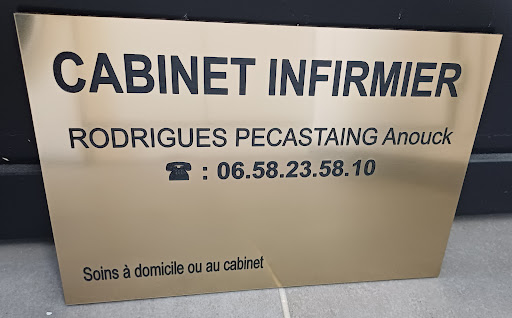 CABINET INFIRMIER
RODRIGUES PECASTAING Anouck
☎ : 06.58.23.58.10
Soins à domicile ou au cabinet